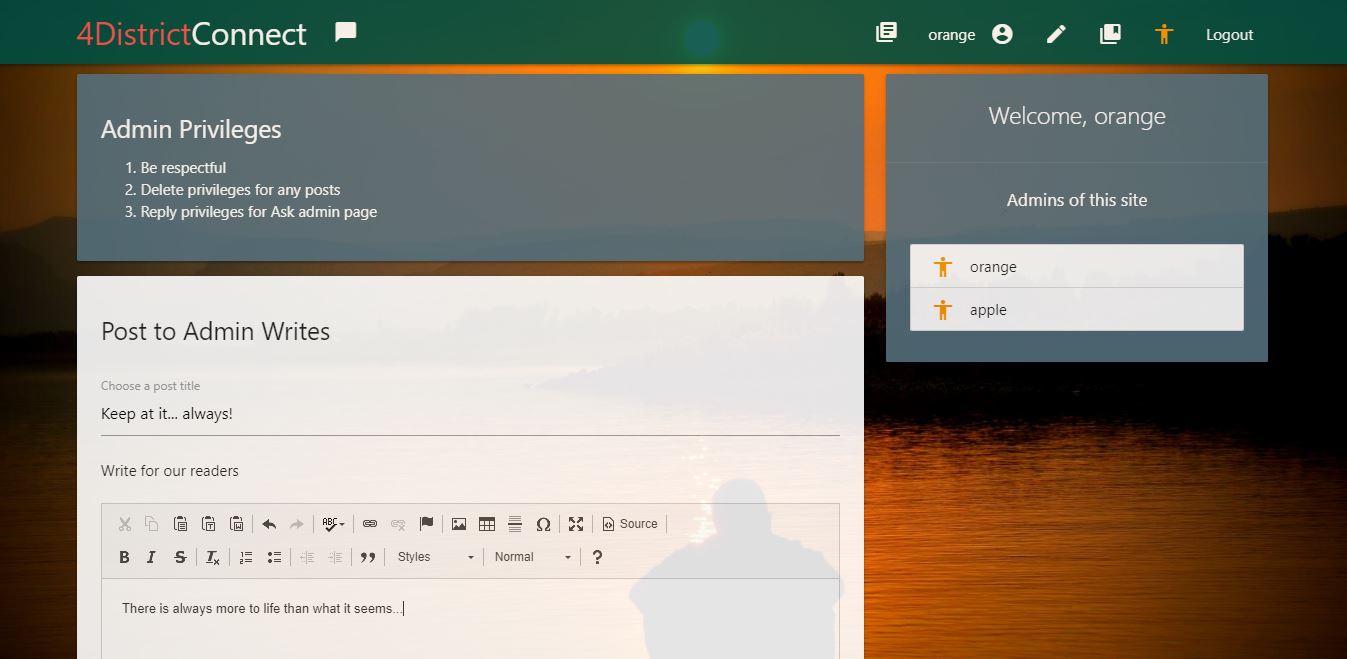 4DistrictConnect
orange
Logout
Admin Privileges
1. Be respectful
2. Delete privileges for any posts
3. Reply privileges for Ask admin page
Welcome, orange
Admins of this site
orange
apple
Post to Admin Writes
Choose a post title
Keep at it... always!
Write for our readers
ABC
Source
B I S Tx
Styles
Normal
?
There is always more to life than what it seems...